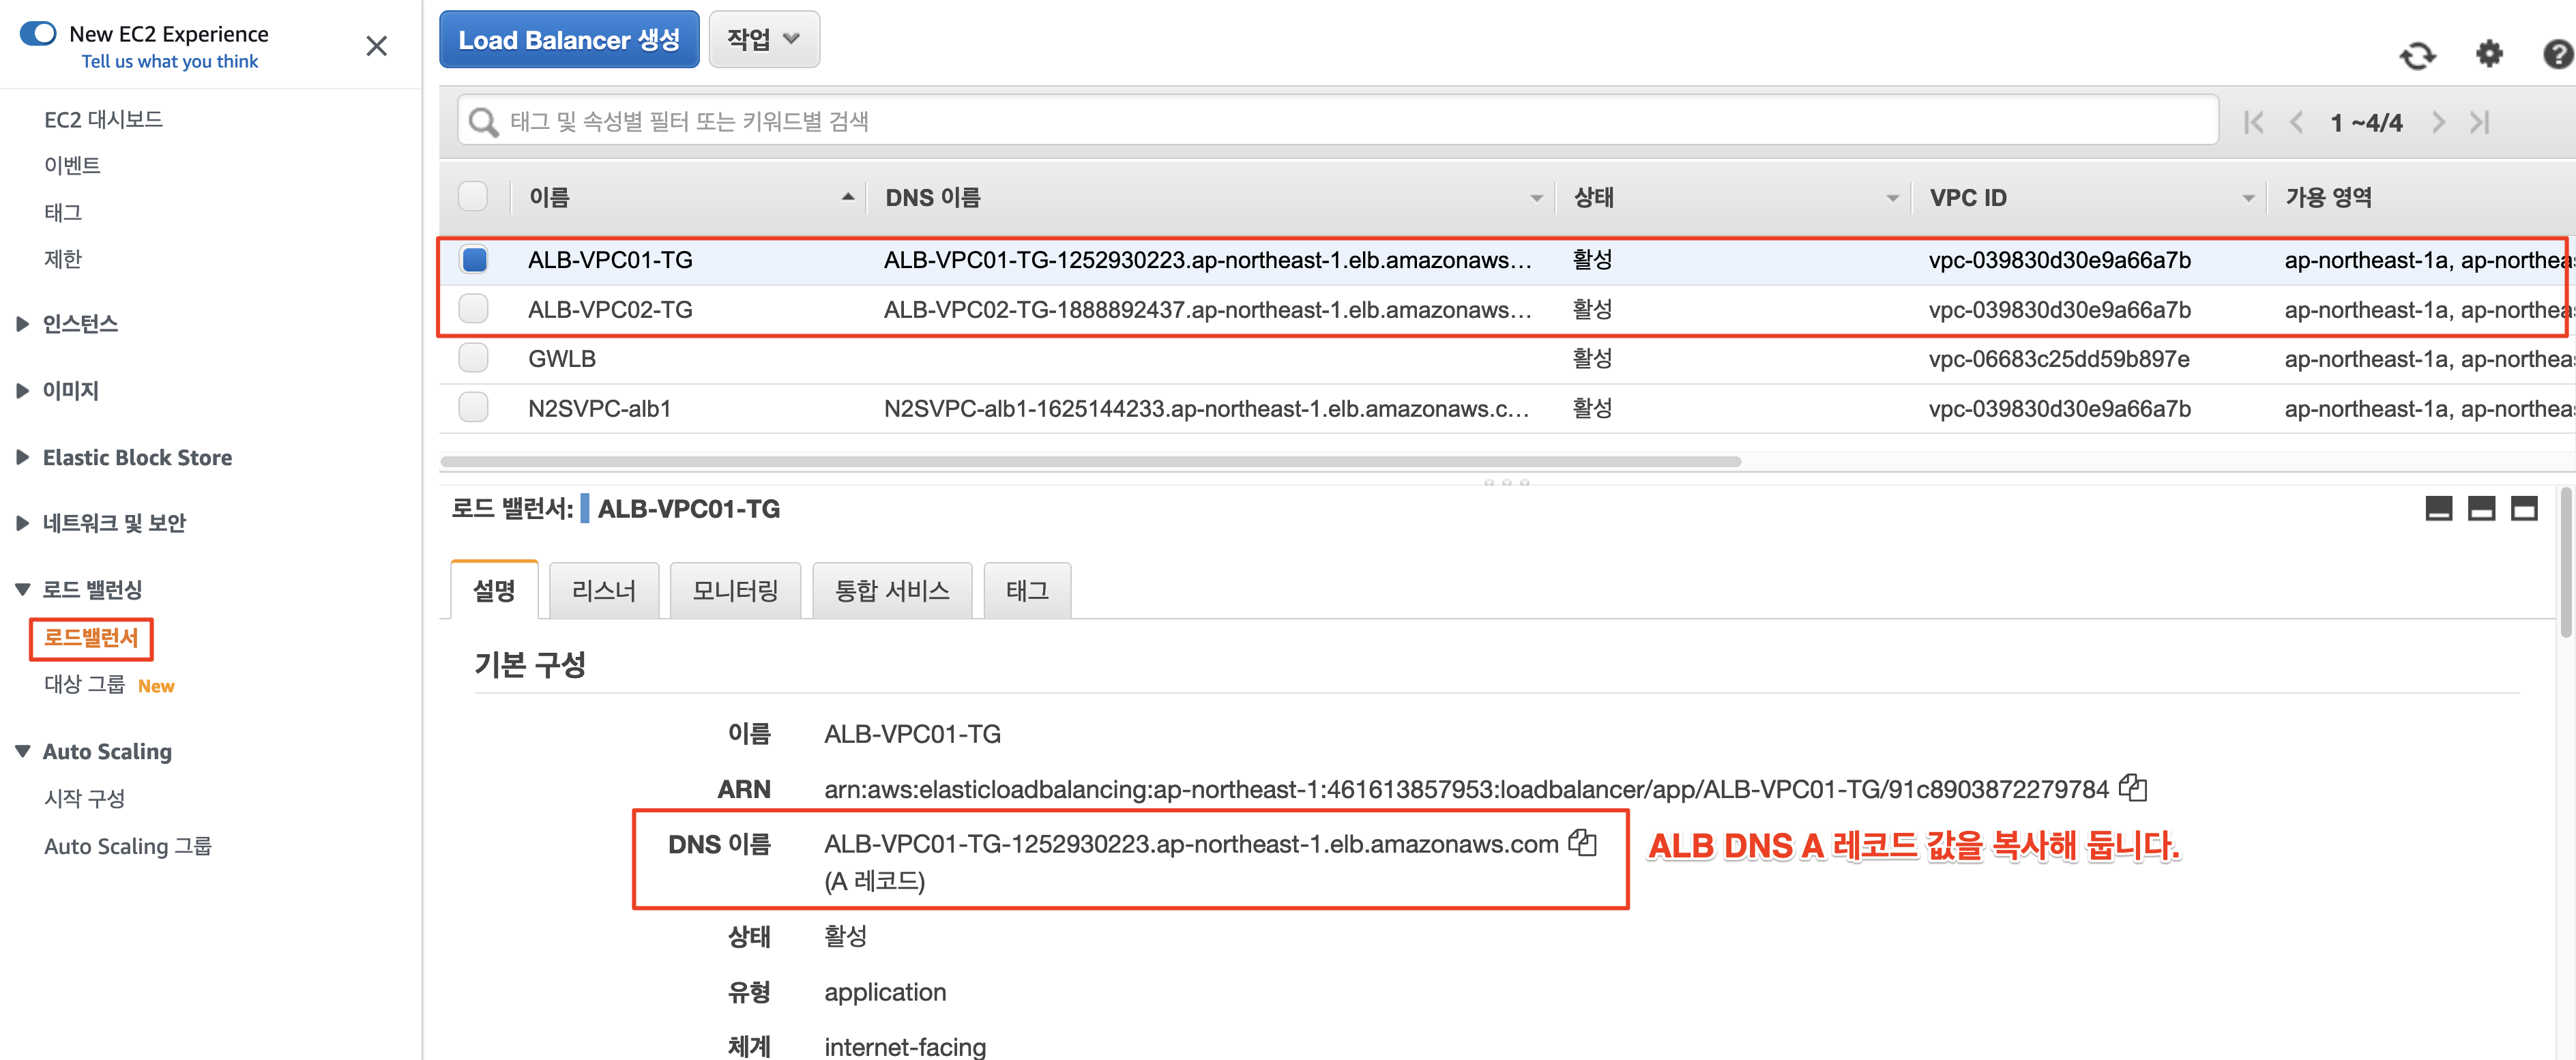 New EC2 Experience
Tell us what you think
EC2 대시보드
이벤트
태그
제한
인스턴스
이미지
Elastic Block Store
네트워크 및 보안
로드 밸런싱
로드밸런서
대상 그룹 New
Auto Scaling
시작 구성
Auto Scaling 그룹
Load Balancer 생성 작업
태그 및 속성별 필터 또는 키워드별 검색 1 ~4/4
이름 DNS 이름 상태 VPC ID 가용 영역
ALB-VPC01-TG ALB-VPC01-TG-1252930223.ap-northeast-1.elb.amazonaws... 활성 vpc-039830d30e9a66a7b ap-northeast-1a, ap-northea
ALB-VPC02-TG ALB-VPC02-TG-1888892437.ap-northeast-1.elb.amazonaws... 활성 vpc-039830d30e9a66a7b ap-northeast-1a, ap-northea
GWLB 활성 vpc-06683c25dd59b897e ap-northeast-1a, ap-northea
N2SVPC-alb1 N2SVPC-alb1-1625144233.ap-northeast-1.elb.amazonaws.c... 활성 vpc-039830d30e9a66a7b ap-northeast-1a, ap-northea
로드 밸런서: ALB-VPC01-TG
설명 리스너 모니터링 통합 서비스 태그
기본 구성
이름 ALB-VPC01-TG
ARN arn:aws:elasticloadbalancing:ap-northeast-1:461613857953:loadbalancer/app/ALB-VPC01-TG/91c8903872279784
DNS 이름 ALB-VPC01-TG-1252930223.ap-northeast-1.elb.amazonaws.com
(A 레코드)
ALB DNS A 레코드 값을 복사해 둡니다.
상태 활성
유형 application
체계 internet-facing